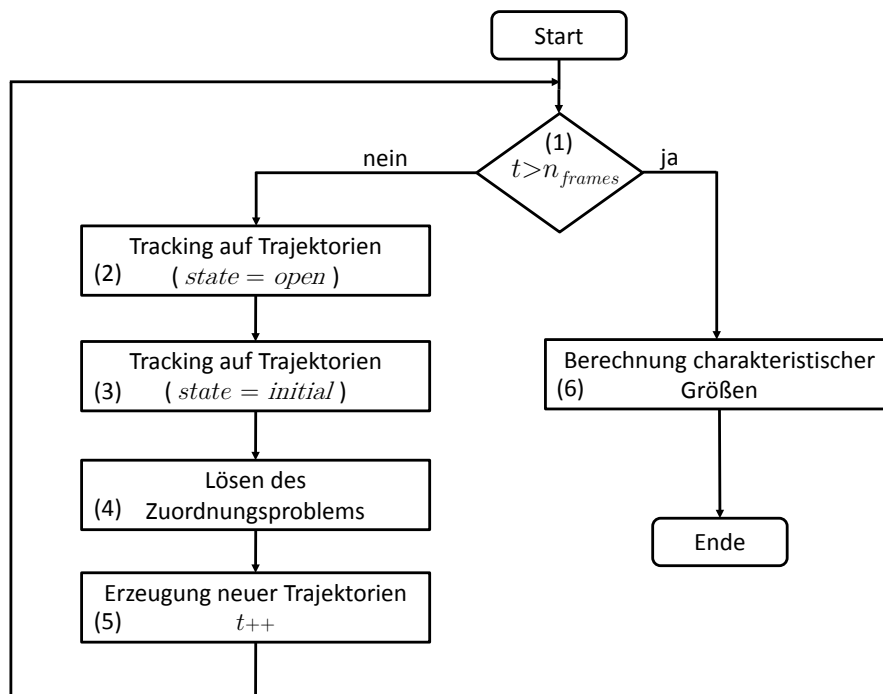 Start
(1)
t>n_frames
nein
ja
Tracking auf Trajektorien
(2) ( state = open )
Tracking auf Trajektorien
(3) ( state = initial )
Lösen des
(4) Zuordnungsproblems
Erzeugung neuer Trajektorien
(5) t++
Berechnung charakteristischer
(6) Größen
Ende